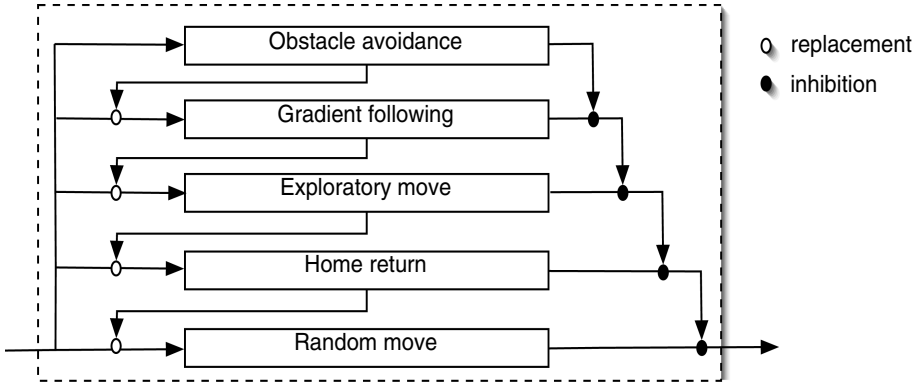 Obstacle avoidance
Gradient following
Exploratory move
Home return
Random move
replacement
inhibition